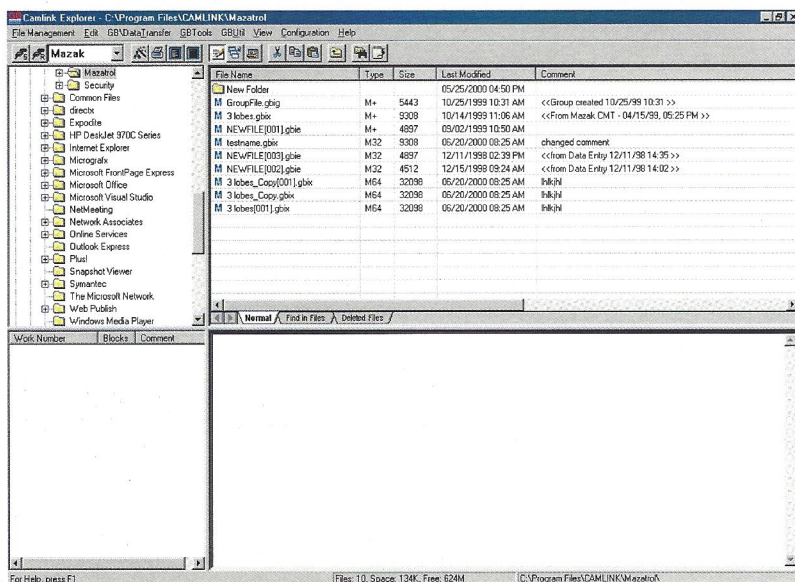 Camlink Explorer - C:\Program Files\CAMLINK\Mazatrol
File Management Edit GB\DataTransfer GBTools GBUtil View Configuration Help
Mazak
Mazatrol
Security
Common Files
directx
Expodite
HP DeskJet 970C Series
Internet Explorer
Micrografx
Microsoft FrontPage Express
Microsoft Office
Microsoft Visual Studio
NetMeeting
Network Associates
Online Services
Outlook Express
Plus!
Snapshot Viewer
Symantec
The Microsoft Network
Web Publish
Windows Media Player
File Name Type Size Last Modified Comment
New Folder 05/25/2000 04:50 PM
GroupFile.gbig M+ 5443 10/25/1999 10:31 AM <<Group created 10/25/99 10:31 >>
3 lobes.gbix M+ 9308 10/14/1999 11:06 AM <<From Mazak CMT - 04/15/99, 05:25 PM >>
NEWFILE[001].gbie M+ 4897 09/02/1999 10:50 AM
testname.gbix M32 9308 06/20/2000 08:25 AM changed comment
NEWFILE[003].gbie M32 4897 12/11/1998 02:39 PM <<from Data Entry 12/11/98 14:35 >>
NEWFILE[002].gbie M32 4512 12/15/1998 09:24 AM <<from Data Entry 12/11/98 14:02 >>
3 lobes_Copy[001].gbix M64 32098 06/20/2000 08:25 AM lhlkjhl
3 lobes_Copy.gbix M64 32098 06/20/2000 08:25 AM lhlkjhl
3 lobes[001].gbix M64 32098 06/20/2000 08:25 AM lhlkjhl
Normal Find in Files Deleted Files
Work Number Blocks Comment
For Help, press F1
Files: 10, Space: 134K, Free: 624M
C:\Program Files\CAMLINK\Mazatrol\